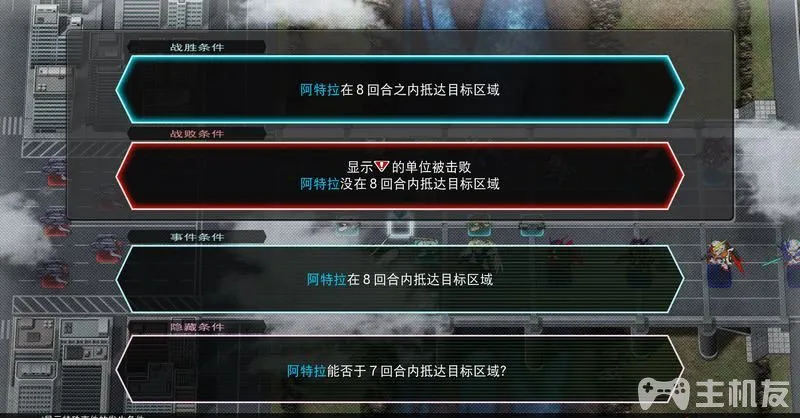 战胜条件
阿特拉在8回合之内抵达目标区域
战败条件
显示的单位被击败
阿特拉没在8回合内抵达目标区域
事件条件
阿特拉在8回合内抵达目标区域
隐藏条件
阿特拉能否于7回合内抵达目标区域?
主机友